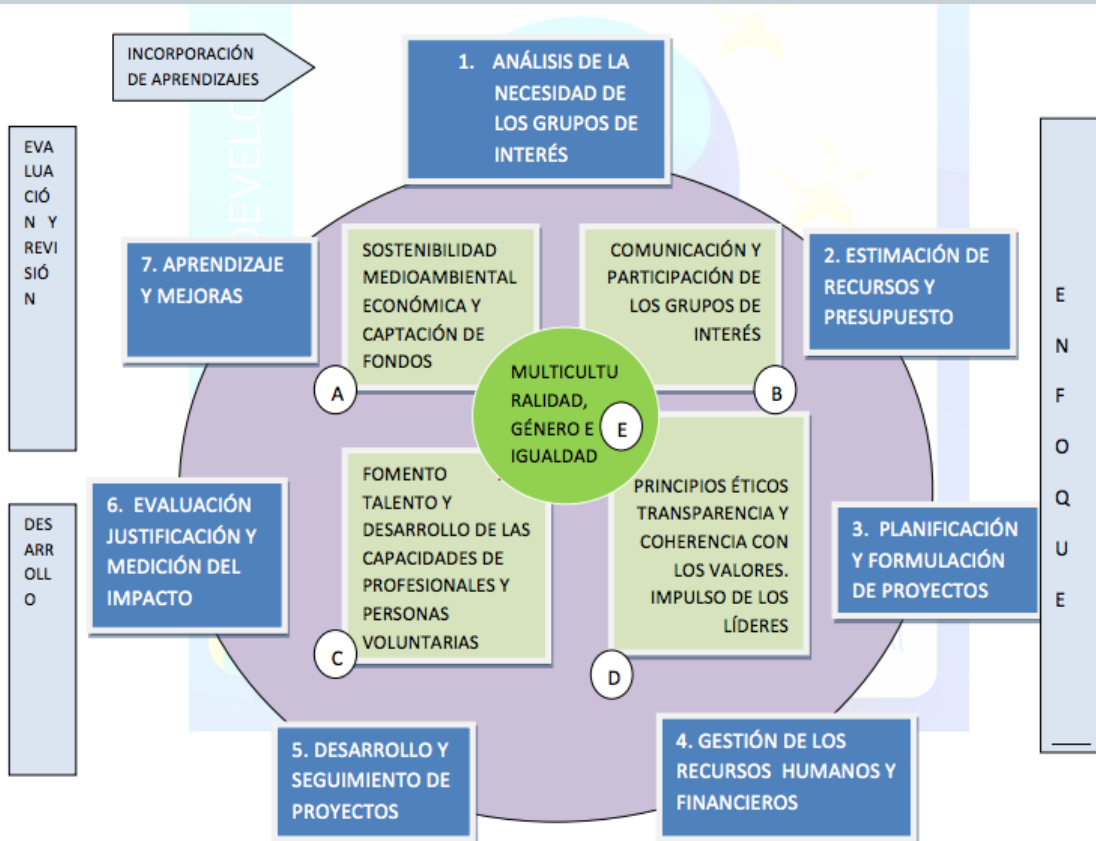 INCORPORACIÓN
DE APRENDIZAJES
1. ANÁLISIS DE LA
NECESIDAD DE
LOS GRUPOS DE
INTERÉS
EVA
LUA
CIÓ
N Y
REVI
SIÓ
N
7. APRENDIZAJE
Y MEJORAS
SOSTENIBILIDAD
MEDIOAMBIENTAL
ECONÓMICA Y
CAPTACIÓN DE
FONDOS
A
COMUNICACIÓN Y
PARTICIPACIÓN DE
LOS GRUPOS DE
INTERÉS
B
2. ESTIMACIÓN DE
RECURSOS Y
PRESUPUESTO
E
N
F
O
Q
U
E
MULTICULTU
RALIDAD,
GÉNERO E
IGUALDAD
E
DES
ARR
OLL
O
6. EVALUACIÓN
JUSTIFICACIÓN Y
MEDICIÓN DEL
IMPACTO
FOMENTO
TALENTO Y
DESARROLLO DE LAS
CAPACIDADES DE
PROFESIONALES Y
PERSONAS
VOLUNTARIAS
C
PRINCIPIOS ÉTICOS
TRANSPARENCIA Y
COHERENCIA CON
LOS VALORES.
IMPULSO DE LOS
LÍDERES
D
3. PLANIFICACIÓN
Y FORMULACIÓN
DE PROYECTOS
5. DESARROLLO Y
SEGUIMIENTO DE
PROYECTOS
4. GESTIÓN DE LOS
RECURSOS HUMANOS Y
FINANCIEROS